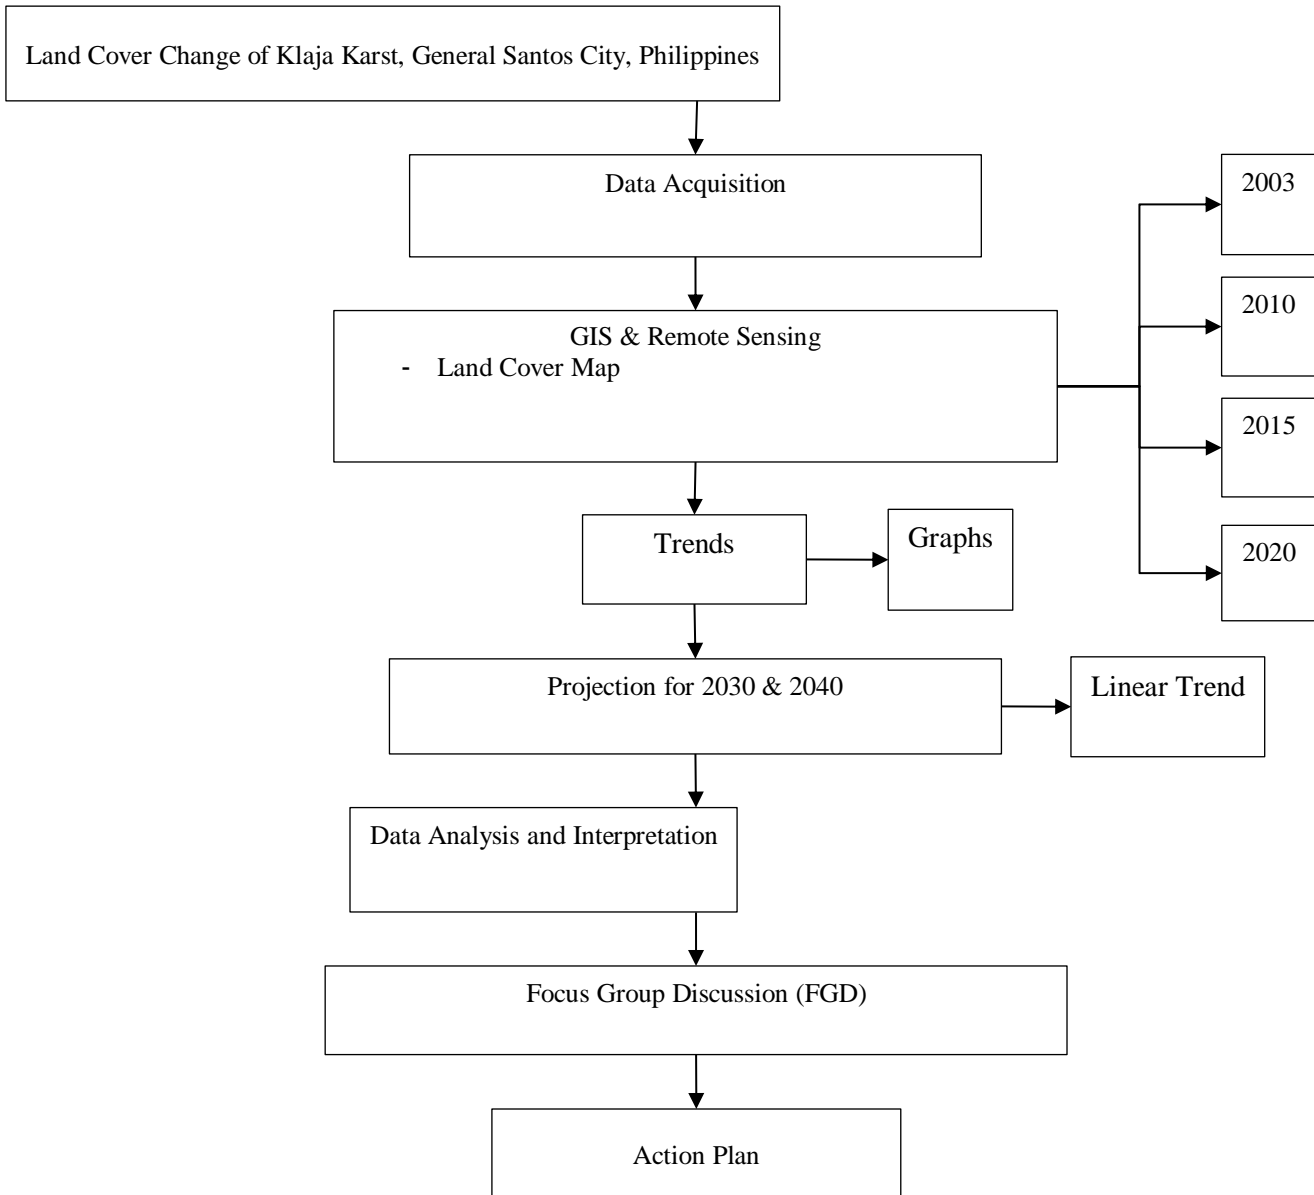 Land Cover Change of Klaja Karst, General Santos City, Philippines
Data Acquisition
2003
GIS & Remote Sensing
- Land Cover Map
2010
2015
2020
Trends
Graphs
Projection for 2030 & 2040
Linear Trend
Data Analysis and Interpretation
Focus Group Discussion (FGD)
Action Plan